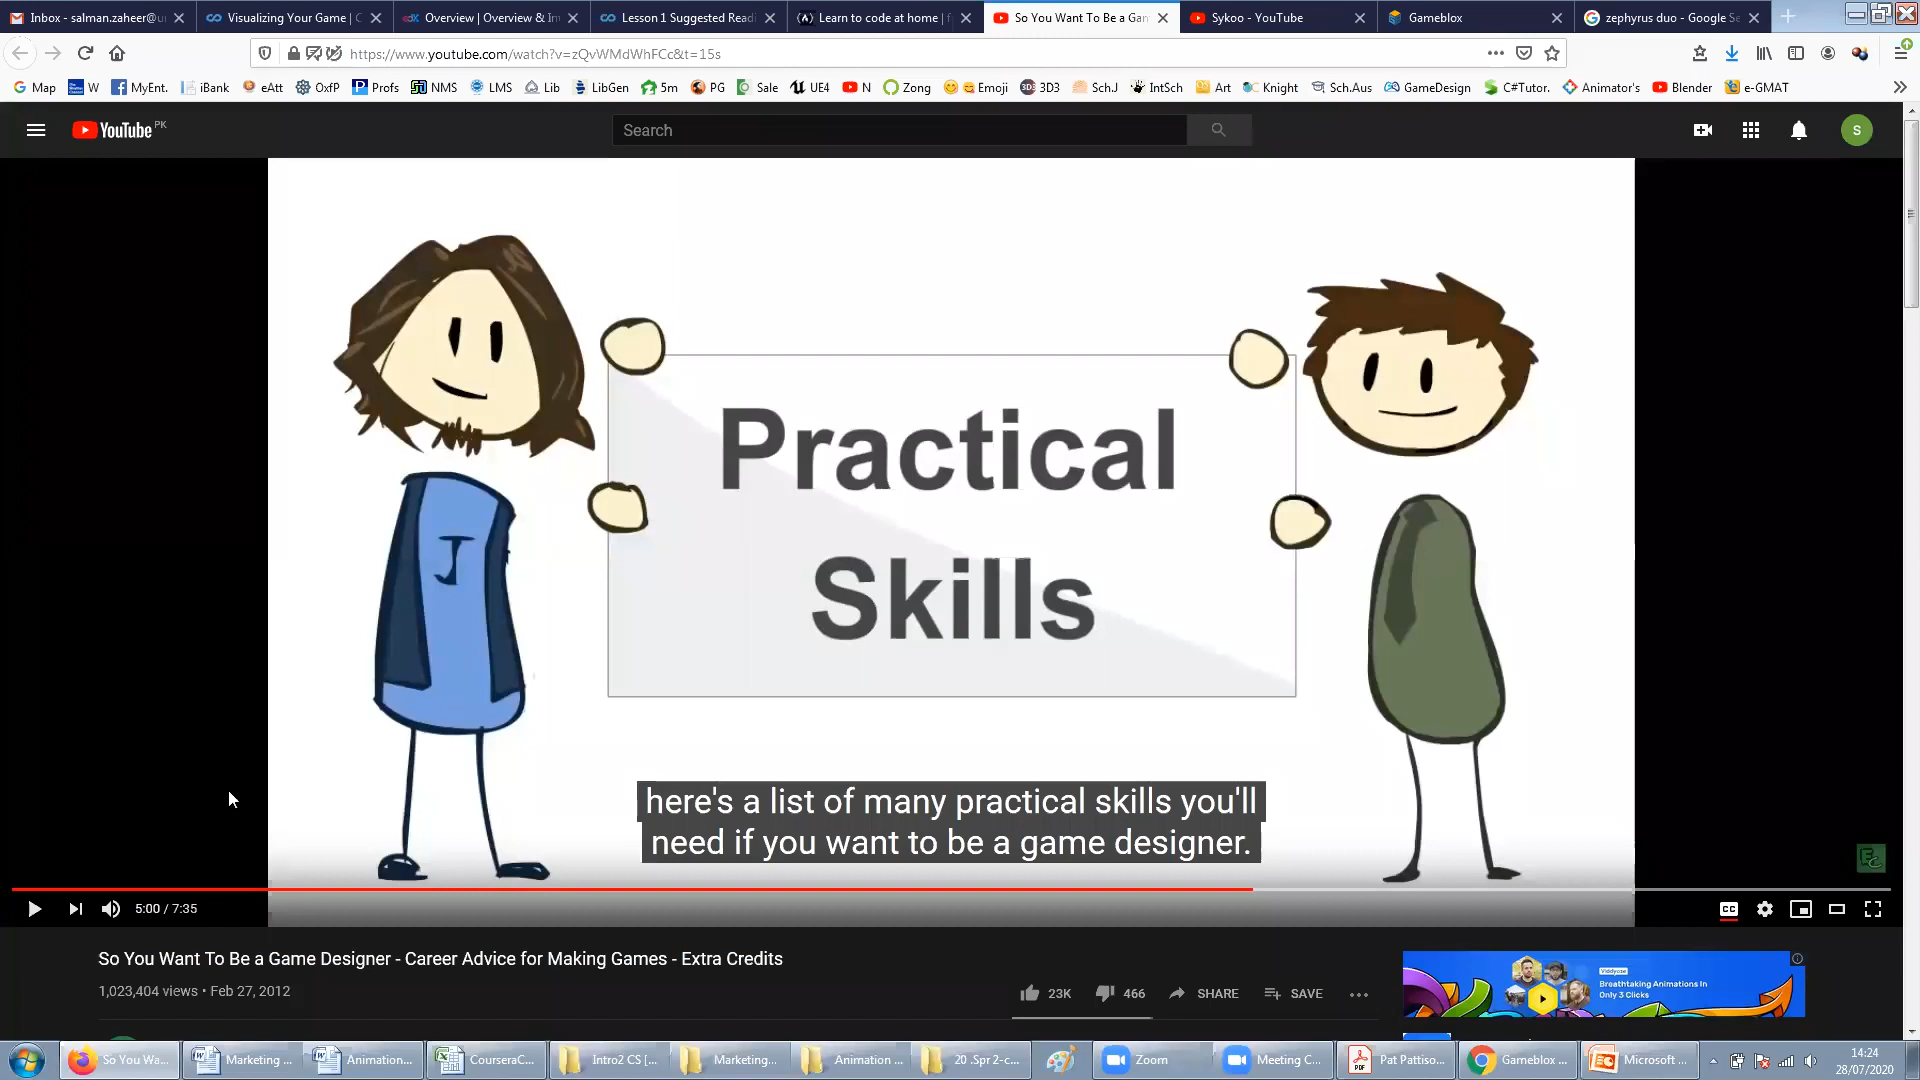 Inbox - salman.zaheer@u
Visualizing Your Game | C
Overview | Overview & In
Lesson 1 Suggested Readi
Learn to code at home | f
So You Want To Be a Gam
Sykoo - YouTube
Gameblox
zephyrus duo - Google Se
https://www.youtube.com/watch?v=zQvWMdWhFCc&t=15s
Map W MyEnt. iBank eAtt OxfP Profs NMS LMS Lib LibGen 5m PG Sale UE4 N Zong Emoji 3D3 Sch.J IntSch Art Knight Sch.Aus GameDesign C#Tutor. Animator's Blender e-GMAT
YouTube PK
Search
S
J
Practical
Skills
here's a list of many practical skills you'll
need if you want to be a game designer.
EC
5:00 / 7:35
CC
So You Want To Be a Game Designer - Career Advice for Making Games - Extra Credits
1,023,404 views • Feb 27, 2012
23K 466 SHARE SAVE
Viddyoze
Breathtaking Animations In
Only 3 Clicks
So You Wa...
Marketing ...
Animation...
CourseraC...
Intro2 CS [...
Marketing...
Animation ...
20 .Spr 2-c...
Zoom
Meeting C...
Pat Pattiso...
Gameblox ...
Microsoft ...
14:24
28/07/2020